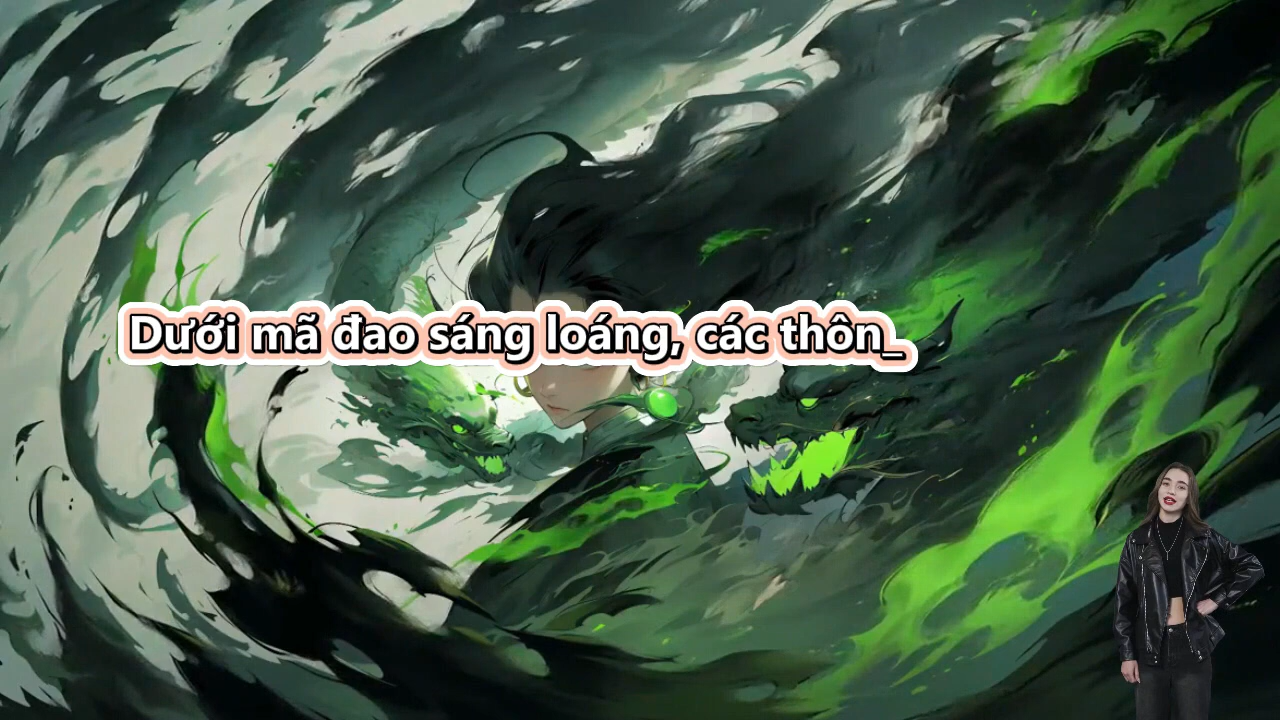 Dưới mã đao sáng loáng, các thôn_